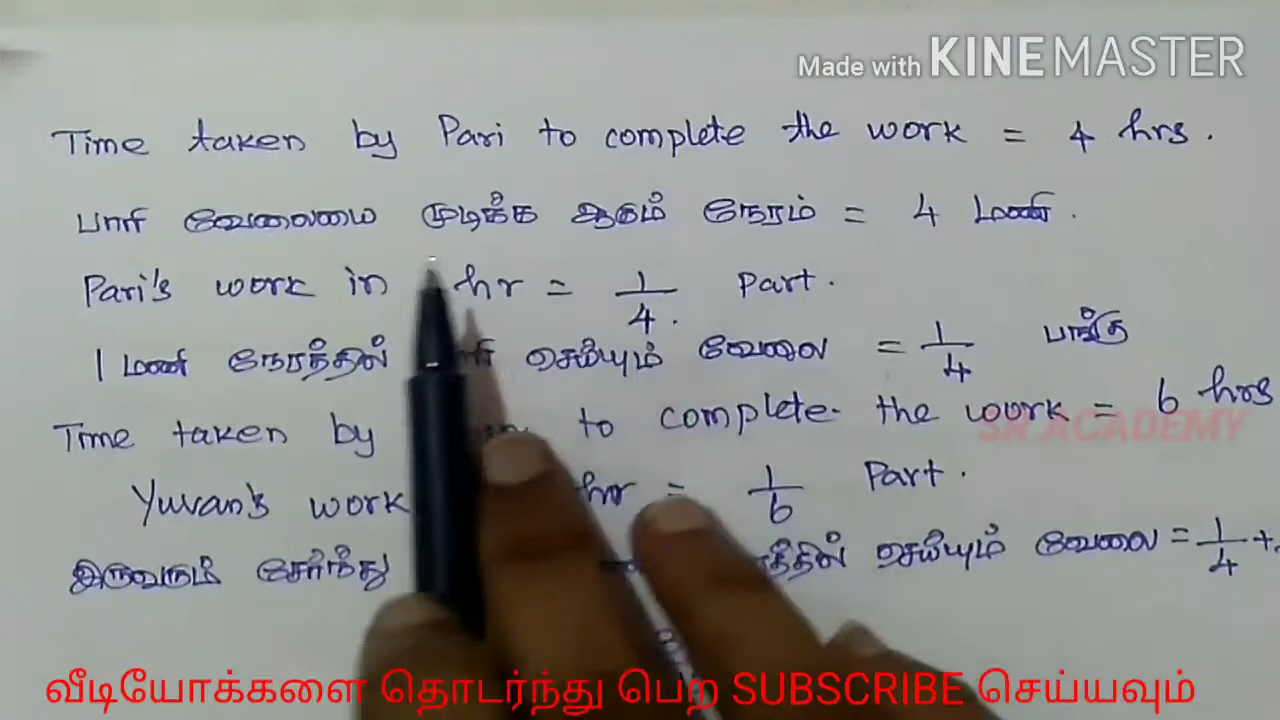 Made with KINEMASTER
Time taken by Pari to complete the work = 4 hrs.
பாரி வேலையை முடிக்க ஆகும் நேரம் = 4 மணி.
Pari's work in hr = 1/4 Part.
1 மணி நேரத்தில் செய்யும் வேலை = 1/4 பங்கு
Time taken by to complete the work = 6 hrs
SR ACADEMY
Yuvan's work hr = 1/6 Part.
இருவரும் சேர்ந்து செய்யும் வேலை = 1/4 +
வீடியோக்களை தொடர்ந்து பெற SUBSCRIBE செய்யவும்